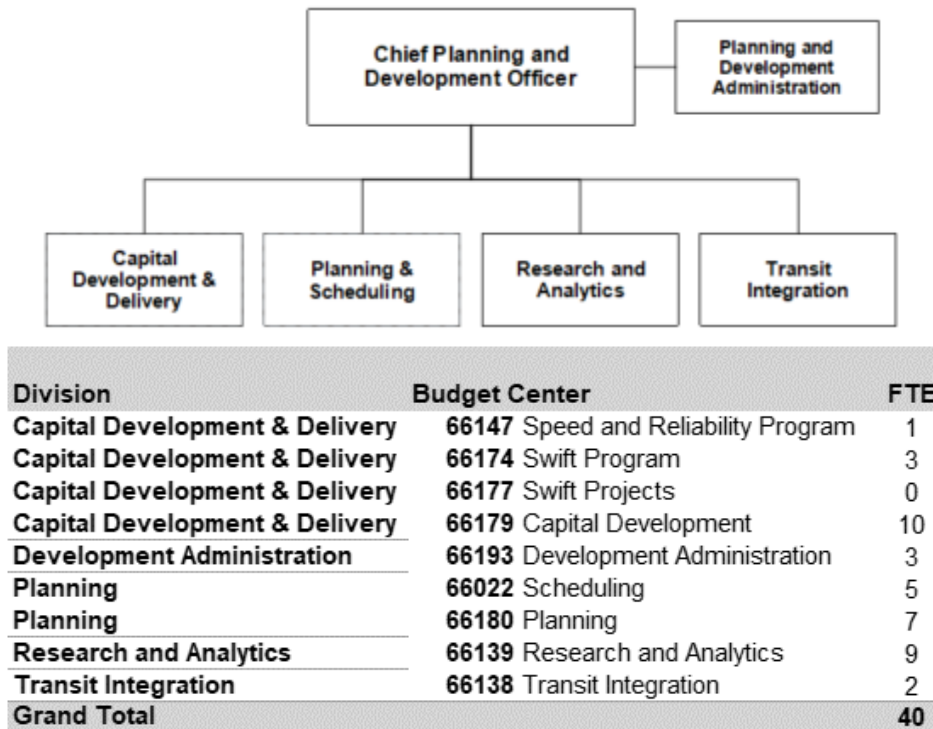 Chief Planning and
Development Officer
Planning and
Development
Administration
Capital
Development &
Delivery
Planning &
Scheduling
Research and
Analytics
Transit
Integration
Division Budget Center FTE
Capital Development & Delivery 66147 Speed and Reliability Program 1
Capital Development & Delivery 66174 Swift Program 3
Capital Development & Delivery 66177 Swift Projects 0
Capital Development & Delivery 66179 Capital Development 10
Development Administration 66193 Development Administration 3
Planning 66022 Scheduling 5
Planning 66180 Planning 7
Research and Analytics 66139 Research and Analytics 9
Transit Integration 66138 Transit Integration 2
Grand Total 40